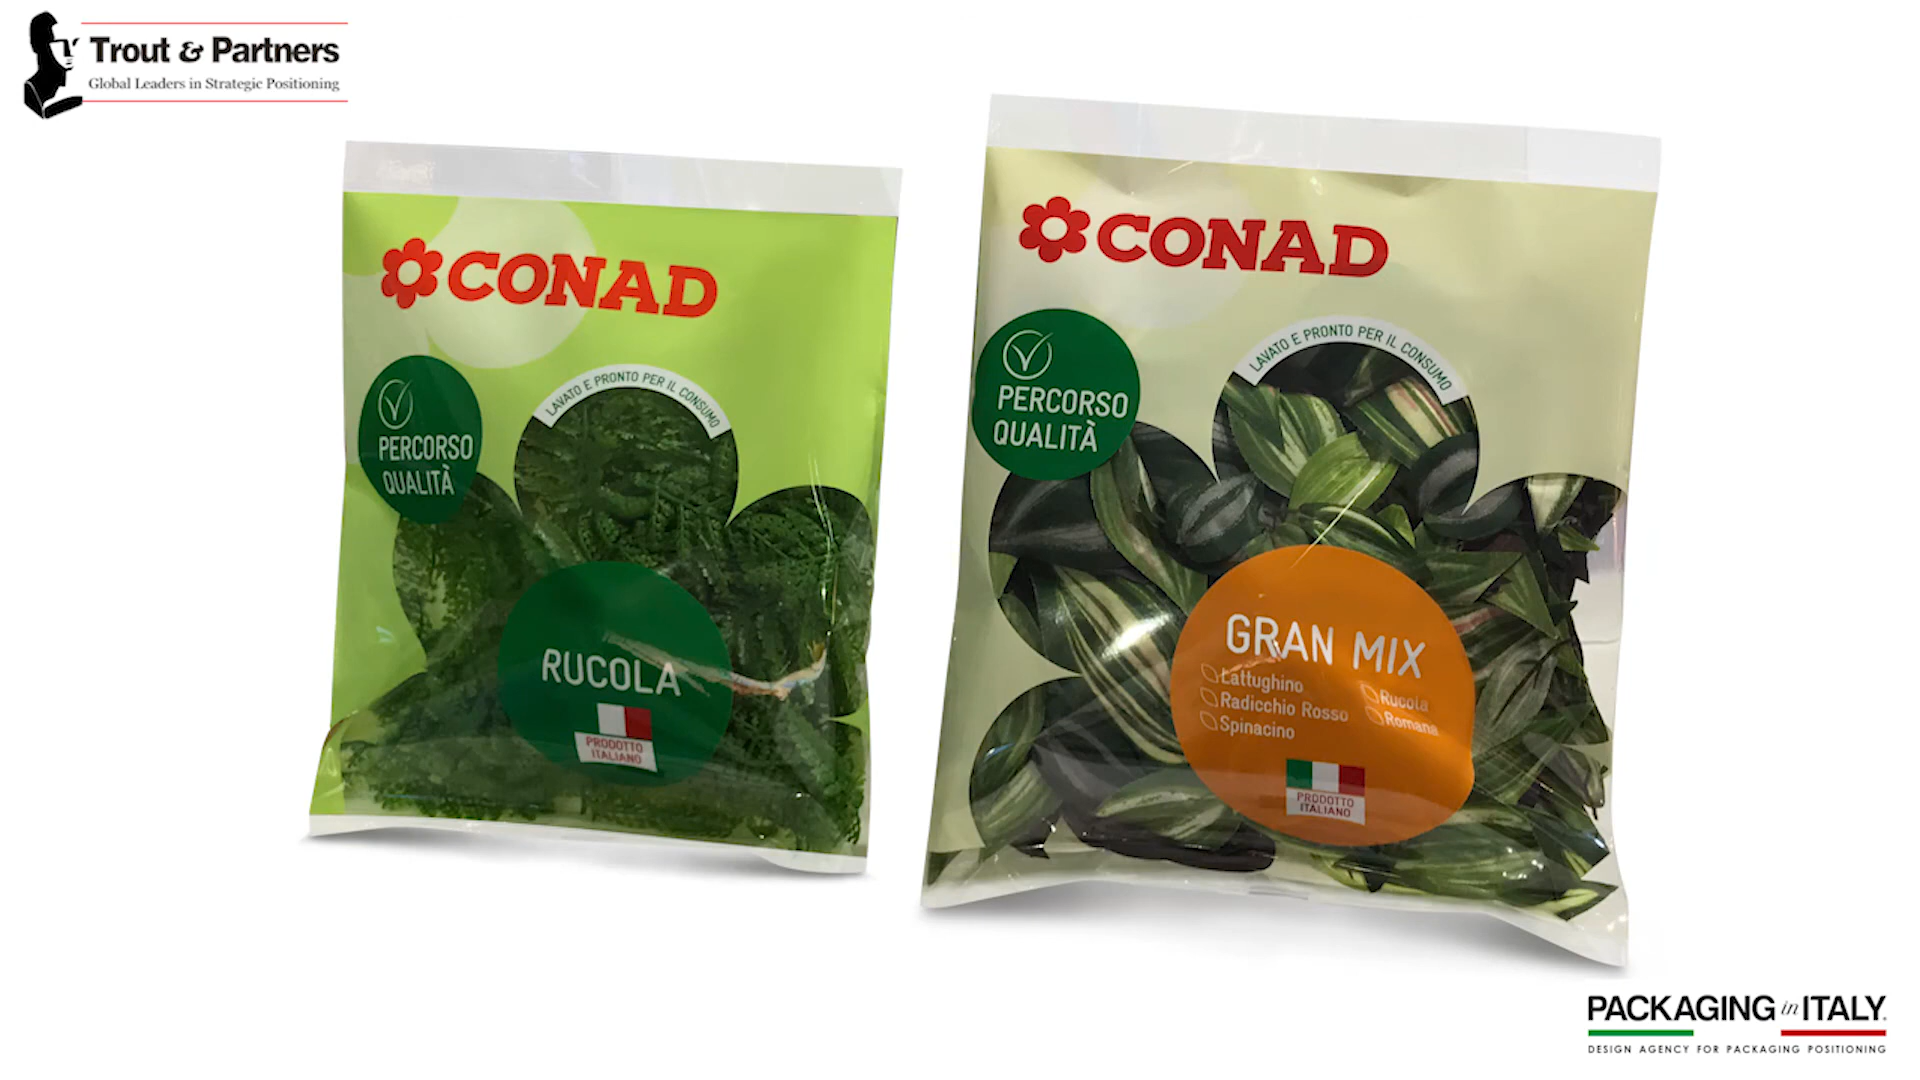 Trout & Partners
Global Leaders in Strategic Positioning
CONAD
LAVATO E PRONTO PER IL CONSUMO
PERCORSO
QUALITÀ
RUCOLA
PRODOTTO
ITALIANO
CONAD
LAVATO E PRONTO PER IL CONSUMO
PERCORSO
QUALITÀ
GRAN MIX
Lattughino
Radicchio Rosso
Spinacino
Rucola
Romana
PRODOTTO
ITALIANO
PACKAGING in ITALY
DESIGN AGENCY FOR PACKAGING POSITIONING